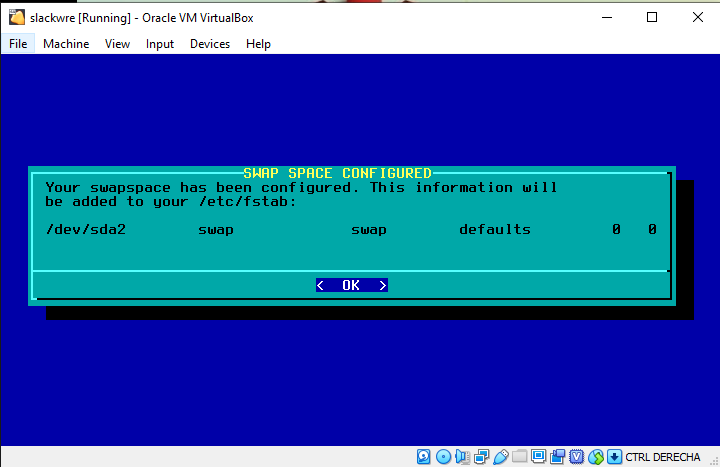 slackwre [Running] - Oracle VM VirtualBox
File Machine View Input Devices Help
SWAP SPACE CONFIGURED
Your swapspace has been configured. This information will
be added to your /etc/fstab:
/dev/sda2 swap swap defaults 0 0
< OK >
CTRL DERECHA